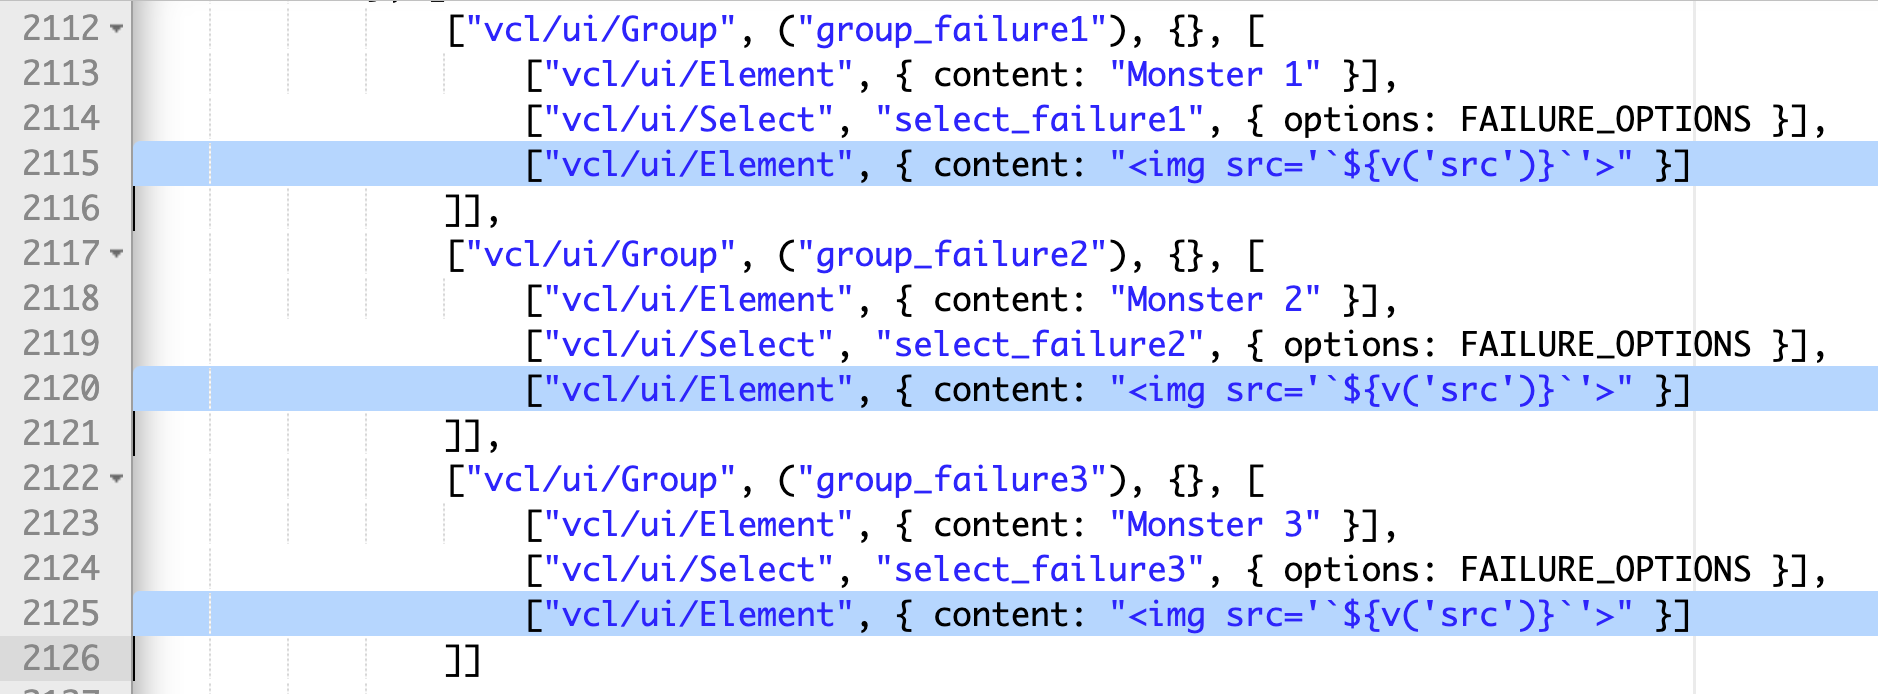 2112 ["vcl/ui/Group", ("group_failure1"), {}, [
2113 ["vcl/ui/Element", { content: "Monster 1" }],
2114 ["vcl/ui/Select", "select_failure1", { options: FAILURE_OPTIONS }],
2115 ["vcl/ui/Element", { content: "<img src='`${v('src')}`'>" }]
2116 ]],
2117 ["vcl/ui/Group", ("group_failure2"), {}, [
2118 ["vcl/ui/Element", { content: "Monster 2" }],
2119 ["vcl/ui/Select", "select_failure2", { options: FAILURE_OPTIONS }],
2120 ["vcl/ui/Element", { content: "<img src='`${v('src')}`'>" }]
2121 ]],
2122 ["vcl/ui/Group", ("group_failure3"), {}, [
2123 ["vcl/ui/Element", { content: "Monster 3" }],
2124 ["vcl/ui/Select", "select_failure3", { options: FAILURE_OPTIONS }],
2125 ["vcl/ui/Element", { content: "<img src='`${v('src')}`'>" }]
2126 ]]